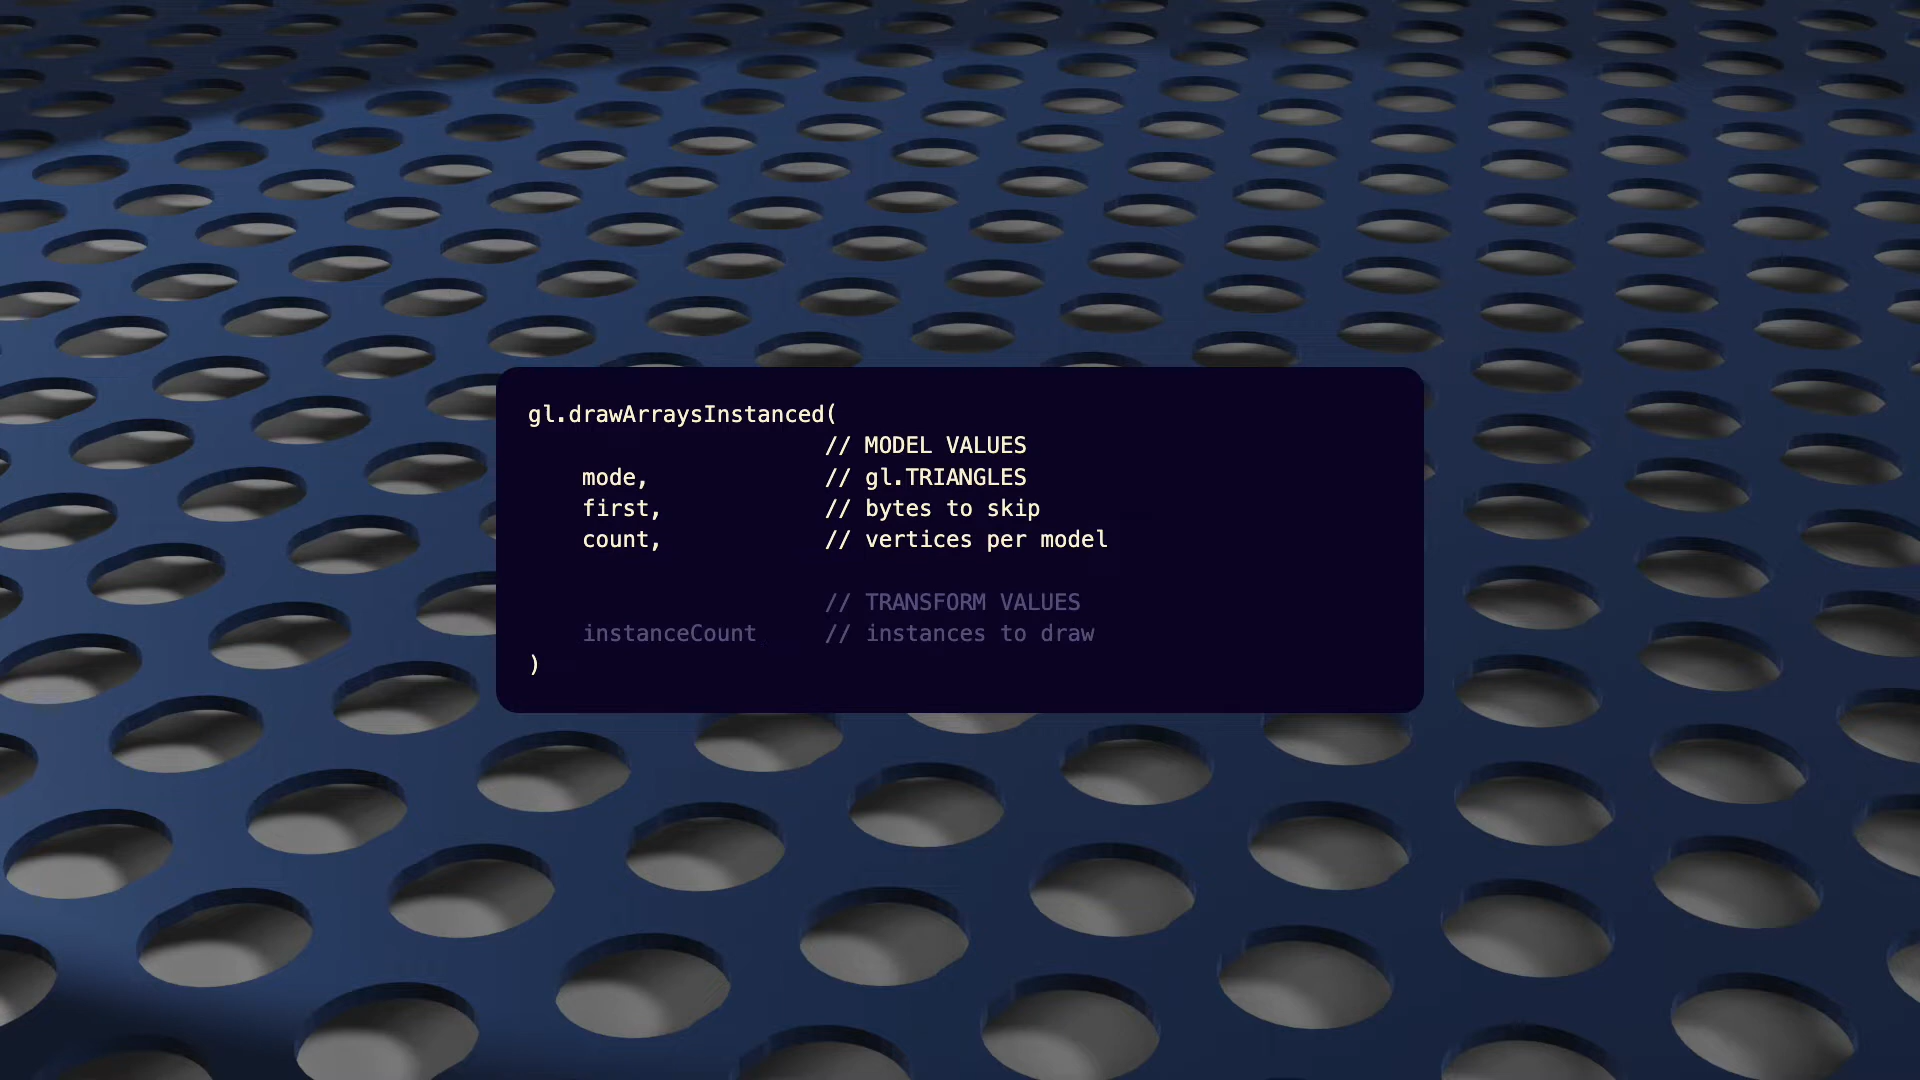 gl.drawArraysInstanced(
// MODEL VALUES
mode, // gl.TRIANGLES
first, // bytes to skip
count, // vertices per model
// TRANSFORM VALUES
instanceCount // instances to draw
)